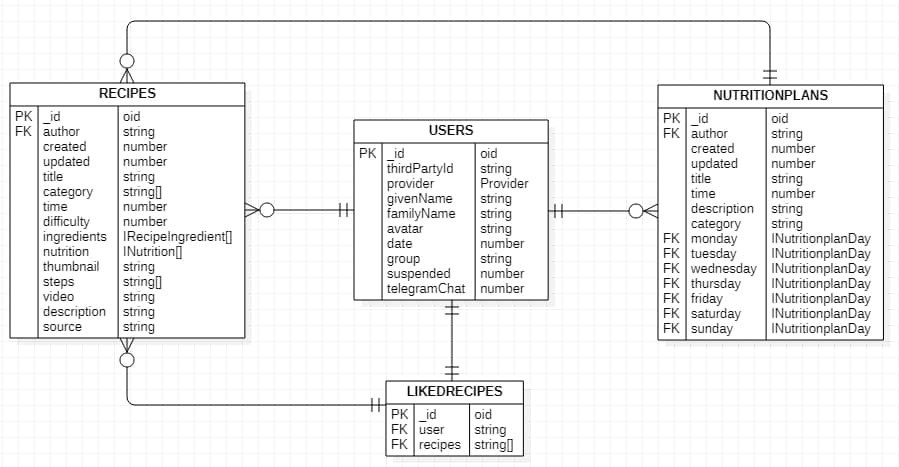 RECIPES
PK _id oid
FK author string
created number
updated number
title string
category string[]
time number
difficulty number
ingredients IRecipeIngredient[]
nutrition INutrition[]
thumbnail string
steps string[]
video string
description string
source string
USERS
PK _id oid
thirdPartyId string
provider Provider
givenName string
familyName string
avatar string
date number
group string
suspended number
telegramChat number
NUTRITIONPLANS
PK _id oid
FK author string
created number
updated number
title string
time number
description string
category string
FK monday INutritionplanDay
FK tuesday INutritionplanDay
FK wednesday INutritionplanDay
FK thursday INutritionplanDay
FK friday INutritionplanDay
FK saturday INutritionplanDay
FK sunday INutritionplanDay
LIKEDRECIPES
PK _id oid
FK user string
FK recipes string[]